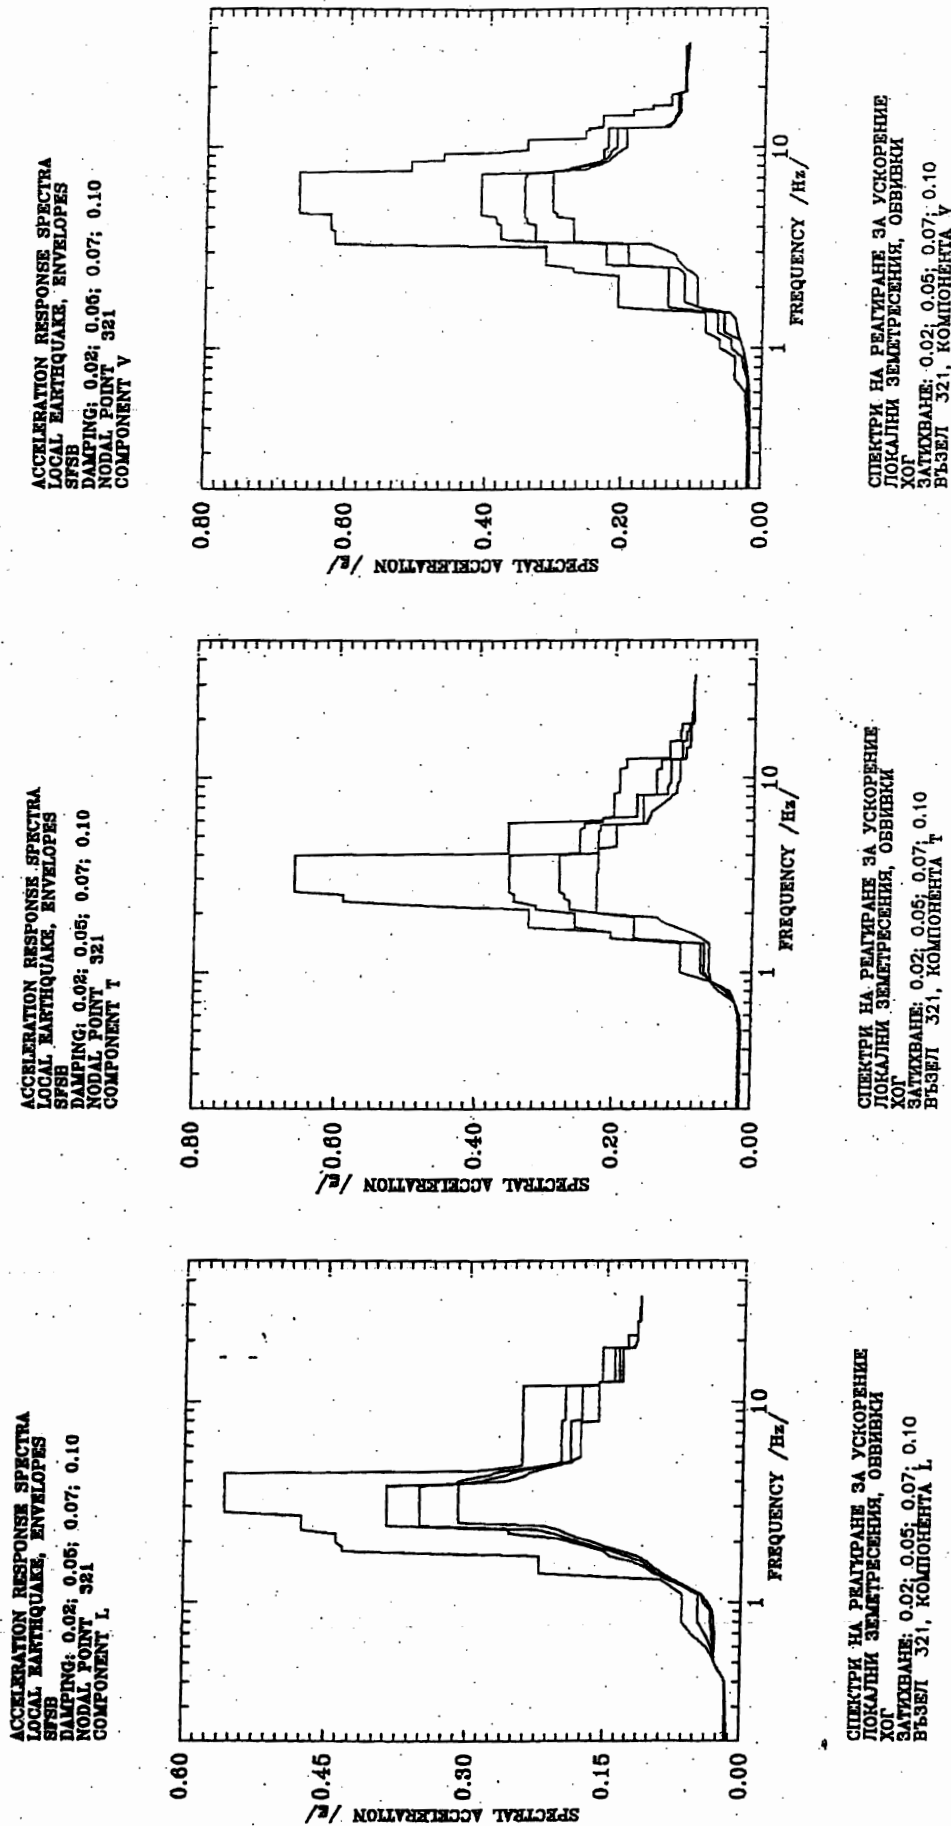 ACCELERATION RESPONSE SPECTRA
LOCAL EARTHQUAKE, ENVELOPES
SFSB
DAMPING: 0.02; 0.05; 0.07; 0.10
NODAL POINT 321
COMPONENT L
SPECTRAL ACCELERATION /g/
0.60
0.45
0.30
0.15
0.00
1
10
FREQUENCY /Hz/
СПЕКТРИ НА РЕАГИРАНЕ ЗА УСКОРЕНИЕ
ЛОКАЛНИ ЗЕМЕТРЕСЕНИЯ, ОБВИВКИ
ХОГ
ЗАТИХВАНЕ: 0.02; 0.05; 0.07; 0.10
ВЪЗЕЛ 321, КОМПОНЕНТА L
ACCELERATION RESPONSE SPECTRA
LOCAL EARTHQUAKE, ENVELOPES
SFSB
DAMPING: 0.02; 0.05; 0.07; 0.10
NODAL POINT 321
COMPONENT T
SPECTRAL ACCELERATION /g/
0.80
0.60
0.40
0.20
0.00
1
10
FREQUENCY /Hz/
СПЕКТРИ НА РЕАГИРАНЕ ЗА УСКОРЕНИЕ
ЛОКАЛНИ ЗЕМЕТРЕСЕНИЯ, ОБВИВКИ
ХОГ
ЗАТИХВАНЕ: 0.02; 0.05; 0.07; 0.10
ВЪЗЕЛ 321, КОМПОНЕНТА T
ACCELERATION RESPONSE SPECTRA
LOCAL EARTHQUAKE, ENVELOPES
SFSB
DAMPING: 0.02; 0.05; 0.07; 0.10
NODAL POINT 321
COMPONENT V
SPECTRAL ACCELERATION /g/
0.80
0.60
0.40
0.20
0.00
1
10
FREQUENCY /Hz/
СПЕКТРИ НА РЕАГИРАНЕ ЗА УСКОРЕНИЕ
ЛОКАЛНИ ЗЕМЕТРЕСЕНИЯ, ОБВИВКИ
ХОГ
ЗАТИХВАНЕ: 0.02; 0.05; 0.07; 0.10
ВЪЗЕЛ 321, КОМПОНЕНТА V